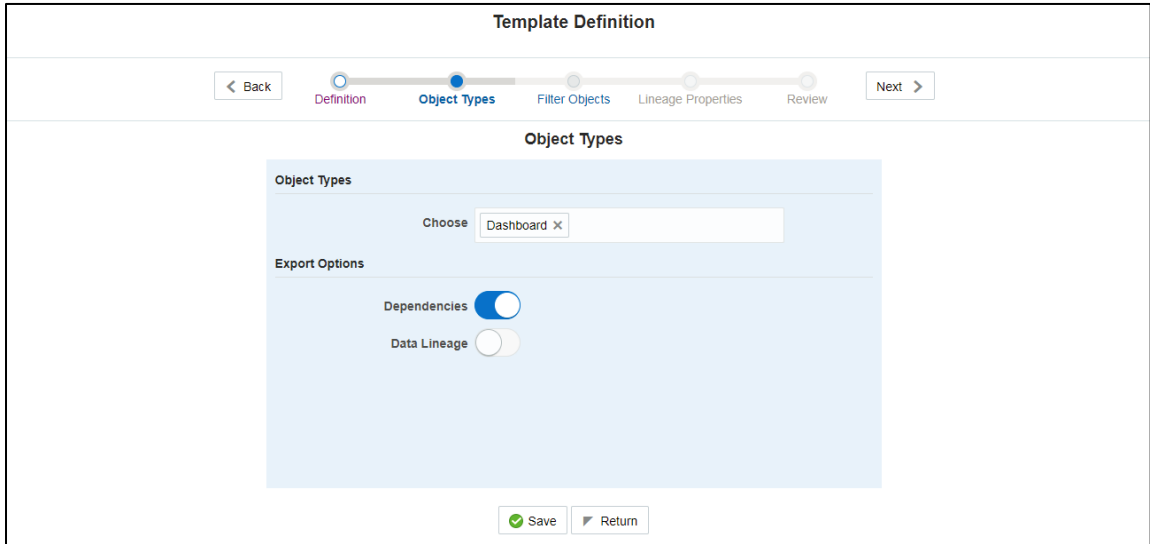 Template Definition
Back
Definition
Object Types
Filter Objects
Lineage Properties
Review
Next
Object Types
Object Types
Choose
Dashboard
Export Options
Dependencies
Data Lineage
Save
Return